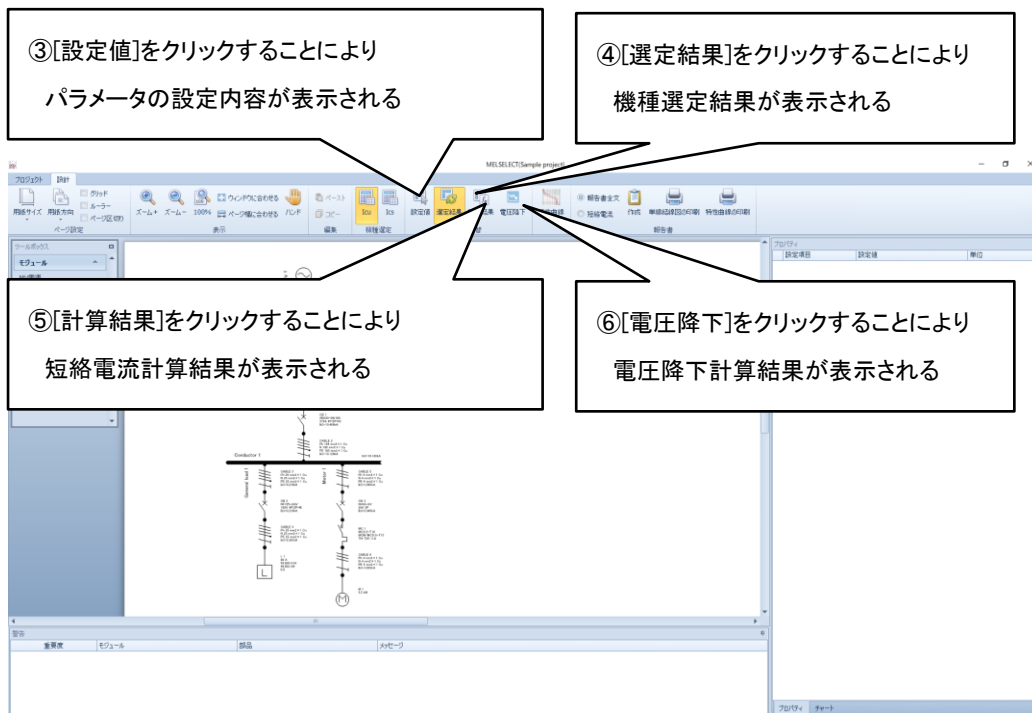 ③[設定値]をクリックすることにより
パラメータの設定内容が表示される
④[選定結果]をクリックすることにより
機種選定結果が表示される
MELSELECT(Sample project)
プロジェクト 設計
用紙サイズ 用紙方向
グリッド
ルーラー
ページ区切り
ページ設定
ズーム+ ズーム- 100%
ウィンドウに合わせる
ページ幅に合わせる
ハンド
表示
ペースト
コピー
編集
Icu Ics
機種選定
設定値 選定結果 電圧降下
報告書全文
短絡電流
作成 単線結線図の印刷 特性曲線の印刷
報告書
ツールボックス
モジュール
プロパティ
設定項目 設定値 単位
⑤[計算結果]をクリックすることにより
短絡電流計算結果が表示される
⑥[電圧降下]をクリックすることにより
電圧降下計算結果が表示される
Conductor 1
General load 1
Motor 1
L
M
警告
重要度 モジュール 部品 メッセージ
プロパティ チャート